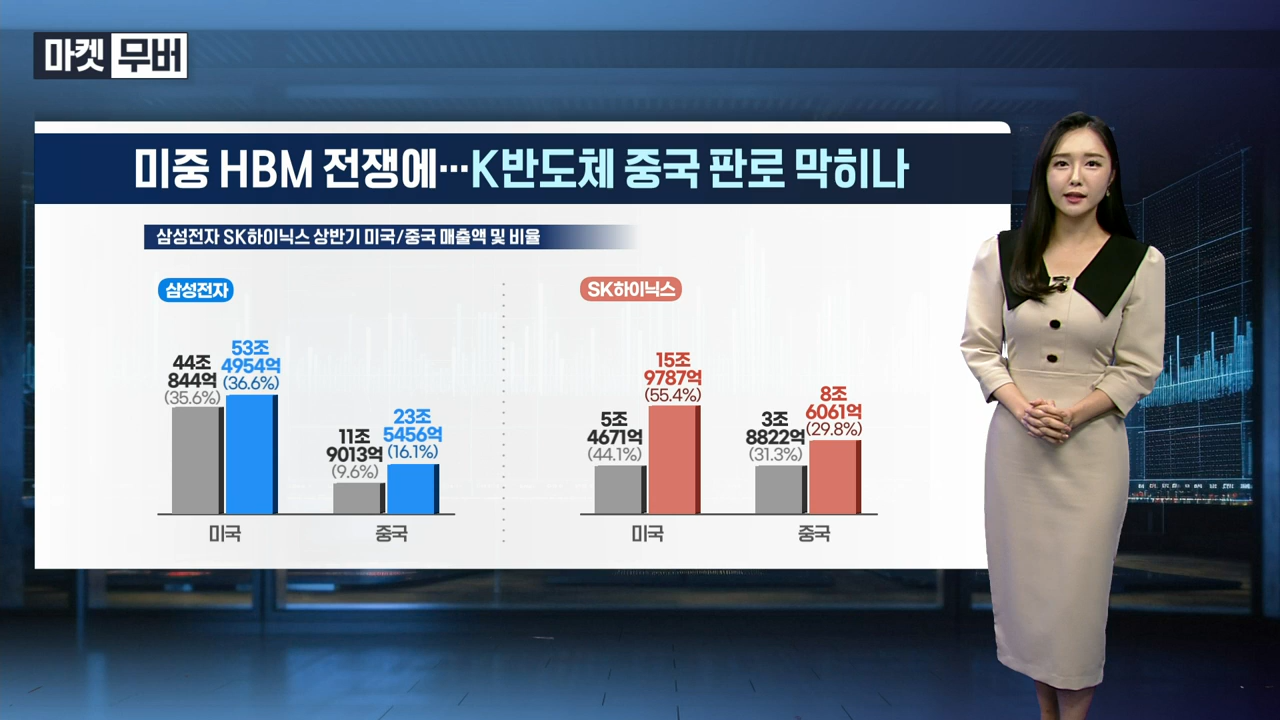 마켓무버
미중 HBM 전쟁에…K반도체 중국 판로 막히나
삼성전자 SK하이닉스 상반기 미국/중국 매출액 및 비율
삼성전자
44조
844억
(35.6%)
53조
4954억
(36.6%)
11조
9013억
(9.6%)
23조
5456억
(16.1%)
미국
중국
SK하이닉스
5조
4671억
(44.1%)
15조
9787억
(55.4%)
3조
8822억
(31.3%)
8조
6061억
(29.8%)
미국
중국